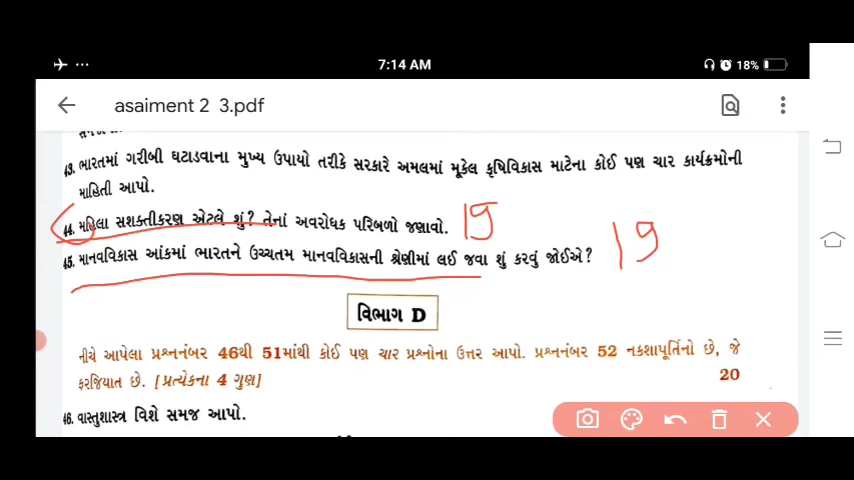 7:14 AM
18%
asaiment 2 3.pdf
43. ભારતમાં ગરીબી ઘટાડવાના મુખ્ય ઉપાયો તરીકે સરકારે અમલમાં મૂકેલ કૃષિવિકાસ માટેના કોઈ પણ ચાર કાર્યક્રમોની
માહિતી આપો.
44. મહિલા સશક્તીકરણ એટલે શું? તેનાં અવરોધક પરિબળો જણાવો. 19
45. માનવવિકાસ આંકમાં ભારતને ઉચ્ચતમ માનવવિકાસની શ્રેણીમાં લઈ જવા શું કરવું જોઈએ? 19
વિભાગ D
નીચે આપેલા પ્રશ્નનંબર 46થી 51માંથી કોઈ પણ ચાર પ્રશ્નોના ઉત્તર આપો. પ્રશ્નનંબર 52 નકશાપૂર્તિનો છે, જે
ફરજિયાત છે. [પ્રત્યેકના 4 ગુણ] 20
46. વાસ્તુશાસ્ત્ર વિશે સમજ આપો.